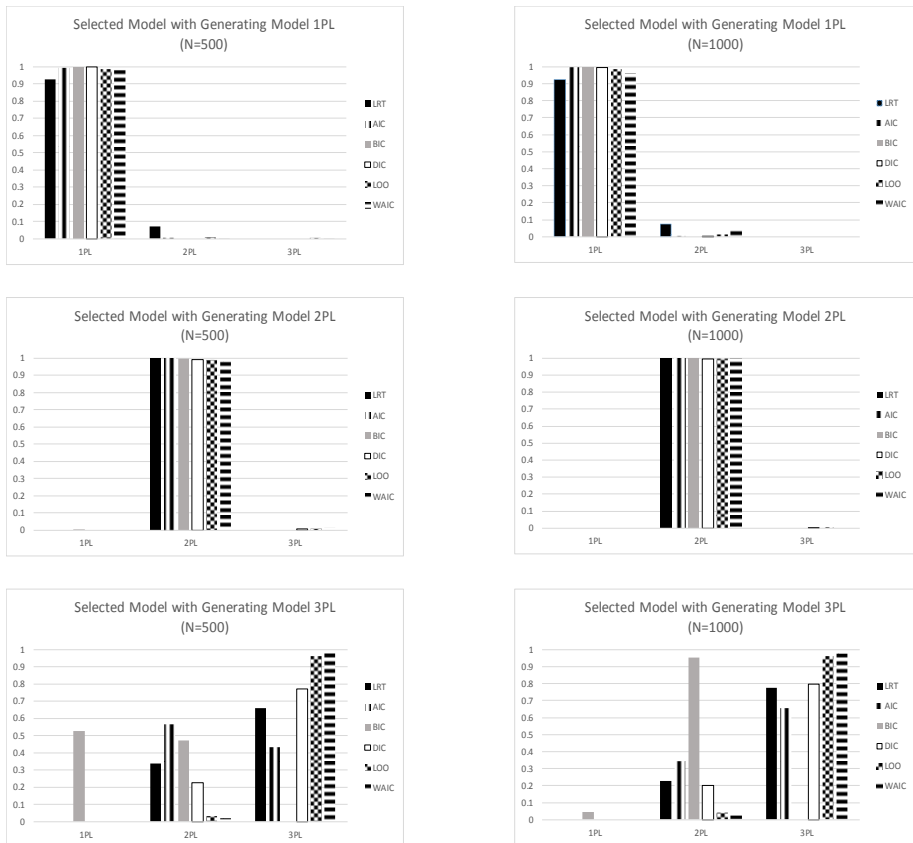 Selected Model with Generating Model 1PL
(N=500)
1
0.9
0.8
0.7
0.6
0.5
0.4
0.3
0.2
0.1
0
1PL
2PL
3PL
LRT
AIC
BIC
DIC
LOO
WAIC
Selected Model with Generating Model 1PL
(N=1000)
1
0.9
0.8
0.7
0.6
0.5
0.4
0.3
0.2
0.1
0
1PL
2PL
3PL
LRT
AIC
BIC
DIC
LOO
WAIC
Selected Model with Generating Model 2PL
(N=500)
1
0.9
0.8
0.7
0.6
0.5
0.4
0.3
0.2
0.1
0
1PL
2PL
3PL
LRT
AIC
BIC
DIC
LOO
WAIC
Selected Model with Generating Model 2PL
(N=1000)
1
0.9
0.8
0.7
0.6
0.5
0.4
0.3
0.2
0.1
0
1PL
2PL
3PL
LRT
AIC
BIC
DIC
LOO
WAIC
Selected Model with Generating Model 3PL
(N=500)
1
0.9
0.8
0.7
0.6
0.5
0.4
0.3
0.2
0.1
0
1PL
2PL
3PL
LRT
AIC
BIC
DIC
LOO
WAIC
Selected Model with Generating Model 3PL
(N=1000)
1
0.9
0.8
0.7
0.6
0.5
0.4
0.3
0.2
0.1
0
1PL
2PL
3PL
LRT
AIC
BIC
DIC
LOO
WAIC